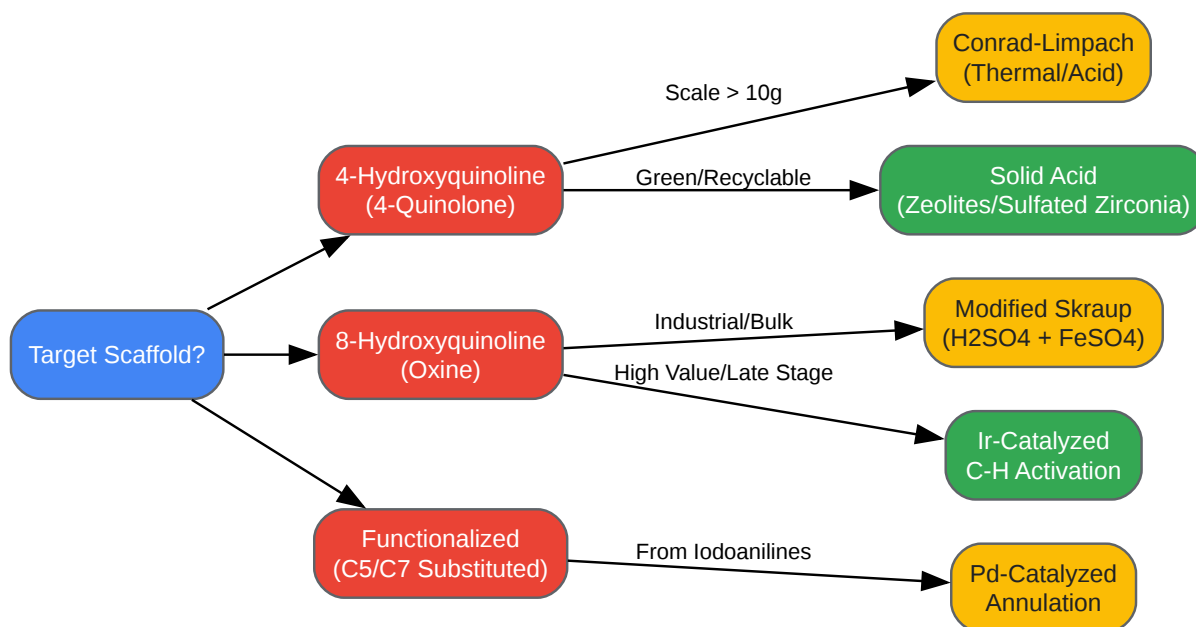 Conrad-Limpach
(Thermal/Acid)
Scale > 10g
4-Hydroxyquinoline
(4-Quinolone)
Green/Recyclable
Solid Acid
(Zeolites/Sulfated Zirconia)
Target Scaffold?
8-Hydroxyquinoline
(Oxine)
Industrial/Bulk
Modified Skraup
(H2SO4 + FeSO4)
High Value/Late Stage
Ir-Catalyzed
C-H Activation
Functionalized
(C5/C7 Substituted)
From Iodoanilines
Pd-Catalyzed
Annulation